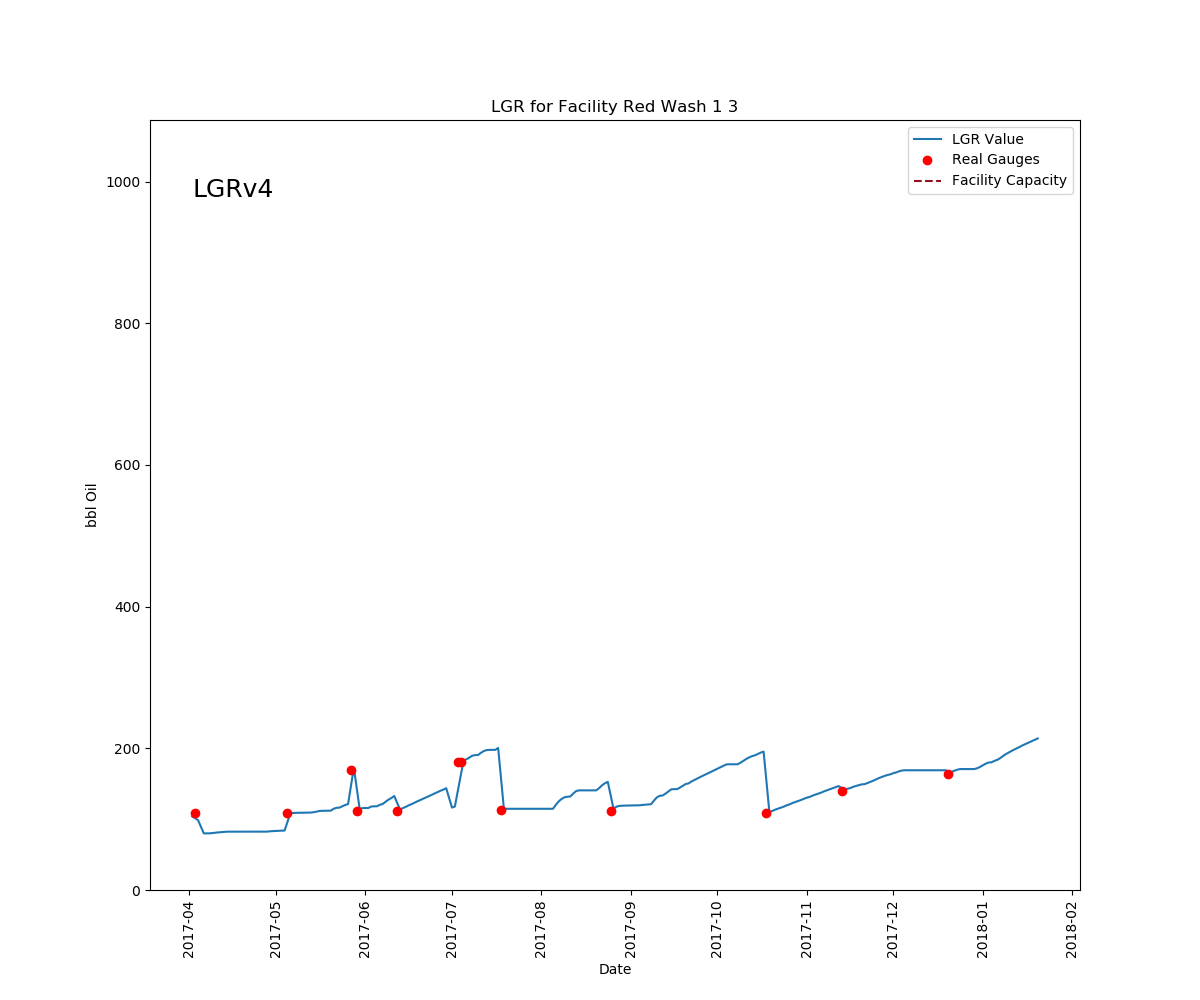 LGR for Facility Red Wash 1 3
LGR Value
Real Gauges
Facility Capacity
LGRv4
1000
800
600
400
200
0
bbl Oil
2017-04
2017-05
2017-06
2017-07
2017-08
2017-09
2017-10
2017-11
2017-12
2018-01
2018-02
Date